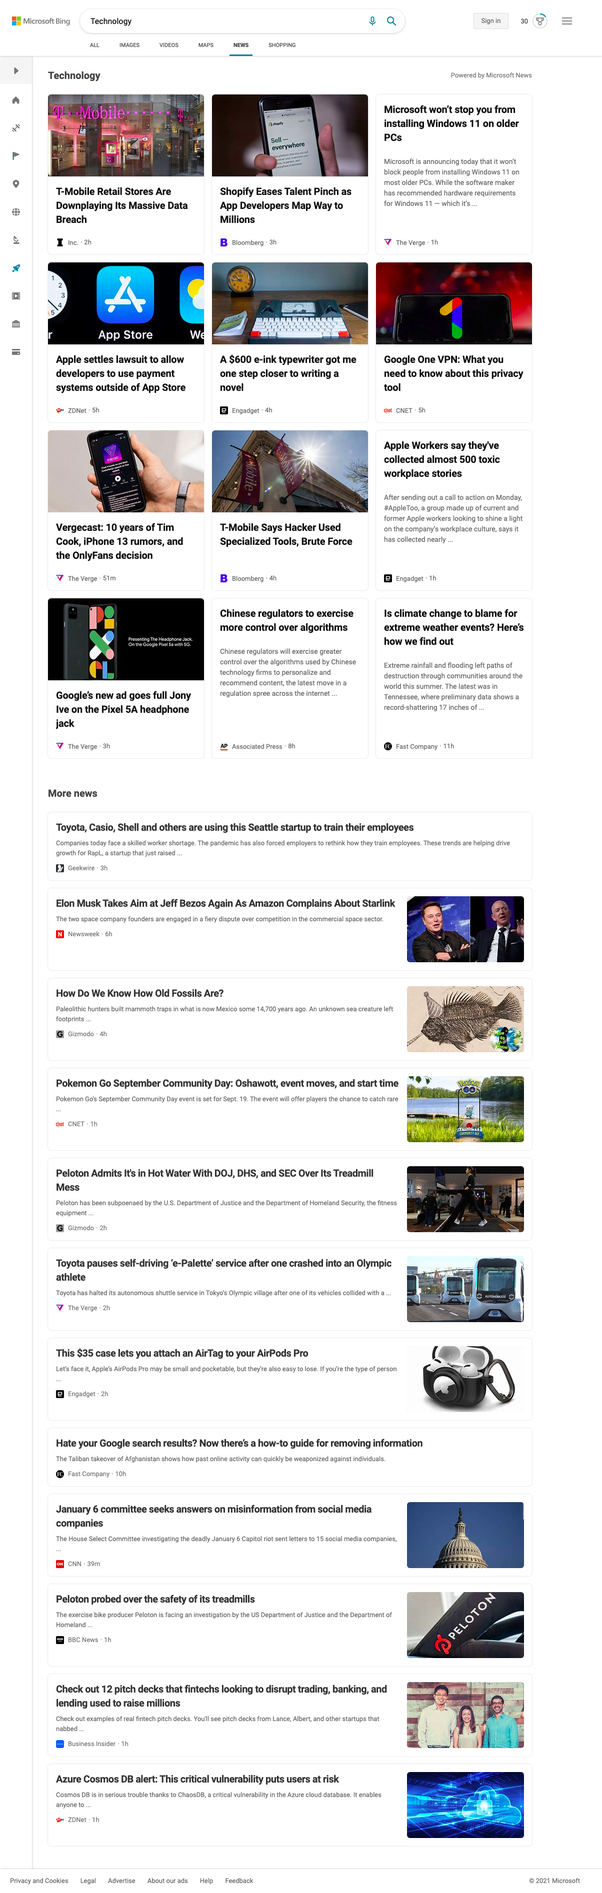 Microsoft Bing
Technology
Sign in
30
ALL
IMAGES
VIDEOS
MAPS
NEWS
SHOPPING
Technology
Powered by Microsoft News
T-Mobile
T-Mobile Retail Stores Are
Downplaying Its Massive Data
Breach
Inc. · 2h
shopify
Sell —
everywhere
Shopify Eases Talent Pinch as
App Developers Map Way to
Millions
Bloomberg · 3h
Microsoft won't stop you from
installing Windows 11 on older
PCs
Microsoft is announcing today that it won't
block people from installing Windows 11 on
most older PCs. While the software maker
has recommended hardware requirements
for Windows 11 — which it's ...
The Verge · 1h
App Store
We
Apple settles lawsuit to allow
developers to use payment
systems outside of App Store
ZDNet · 5h
A $600 e-ink typewriter got me
one step closer to writing a
novel
Engadget · 4h
Google One VPN: What you
need to know about this privacy
tool
CNET · 5h
Vergecast: 10 years of Tim
Cook, iPhone 13 rumors, and
the OnlyFans decision
The Verge · 51m
T-Mobile Says Hacker Used
Specialized Tools, Brute Force
Bloomberg · 4h
Apple Workers say they've
collected almost 500 toxic
workplace stories
After sending out a call to action on Monday,
#AppleToo, a group made up of current and
former Apple workers looking to shine a light
on the company's workplace culture, says it
has collected nearly ...
Engadget · 1h
Presenting The Headphone Jack.
On the Google Pixel 5a with 5G.
Google's new ad goes full Jony
Ive on the Pixel 5A headphone
jack
The Verge · 3h
Chinese regulators to exercise
more control over algorithms
Chinese regulators will exercise greater
control over the algorithms used by Chinese
technology firms to personalize and
recommend content, the latest move in a
regulation spree across the internet ...
AP
Associated Press · 8h
Is climate change to blame for
extreme weather events? Here's
how we find out
Extreme rainfall and flooding left paths of
destruction through communities around the
world this summer. The latest was in
Tennessee, where preliminary data shows a
record-shattering 17 inches of ...
Fast Company · 11h
More news
Toyota, Casio, Shell and others are using this Seattle startup to train their employees
Companies today face a skilled worker shortage. The pandemic has also forced employers to rethink how they train employees. These trends are helping drive
growth for RapL, a startup that just raised ...
Geekwire · 3h
Elon Musk Takes Aim at Jeff Bezos Again As Amazon Complains About Starlink
The two space company founders are engaged in a fiery dispute over competition in the commercial space sector.
Newsweek · 6h
How Do We Know How Old Fossils Are?
Paleolithic hunters built mammoth traps in what is now Mexico some 14,700 years ago. An unknown sea creature left
footprints ...
Gizmodo · 4h
Pokemon Go September Community Day: Oshawott, event moves, and start time
Pokemon Go's September Community Day event is set for Sept. 19. The event will offer players the chance to catch rare
...
CNET · 1h
Peloton Admits It's in Hot Water With DOJ, DHS, and SEC Over Its Treadmill
Mess
Peloton has been subpoenaed by the U.S. Department of Justice and the Department of Homeland Security, the fitness
equipment ...
Gizmodo · 2h
Toyota pauses self-driving 'e-Palette' service after one crashed into an Olympic
athlete
Toyota has halted its autonomous shuttle service in Tokyo's Olympic village after one of its vehicles collided with a ...
The Verge · 2h
This $35 case lets you attach an AirTag to your AirPods Pro
Let's face it, Apple's AirPods Pro may be small and pocketable, but they're also easy to lose. If you're the type of person
...
Engadget · 2h
Hate your Google search results? Now there's a how-to guide for removing information
The Taliban takeover of Afghanistan shows how past online activity can quickly be weaponized against individuals.
Fast Company · 10h
January 6 committee seeks answers on misinformation from social media
companies
The House Select Committee investigating the deadly January 6 Capitol riot sent letters to 15 social media companies,
...
CNN · 39m
Peloton probed over the safety of its treadmills
The exercise bike producer Peloton is facing an investigation by the US Department of Justice and the Department of
Homeland ...
BBC News · 1h
PELOTON
Check out 12 pitch decks that fintechs looking to disrupt trading, banking, and
lending used to raise millions
Check out examples of real fintech pitch decks. You'll see pitch decks from Lance, Albert, and other startups that
nabbed ...
Business Insider · 1h
Azure Cosmos DB alert: This critical vulnerability puts users at risk
Cosmos DB is in serious trouble thanks to ChaosDB, a critical vulnerability in the Azure cloud database. It enables
anyone to ...
ZDNet · 1h
Privacy and Cookies
Legal
Advertise
About our ads
Help
Feedback
© 2021 Microsoft